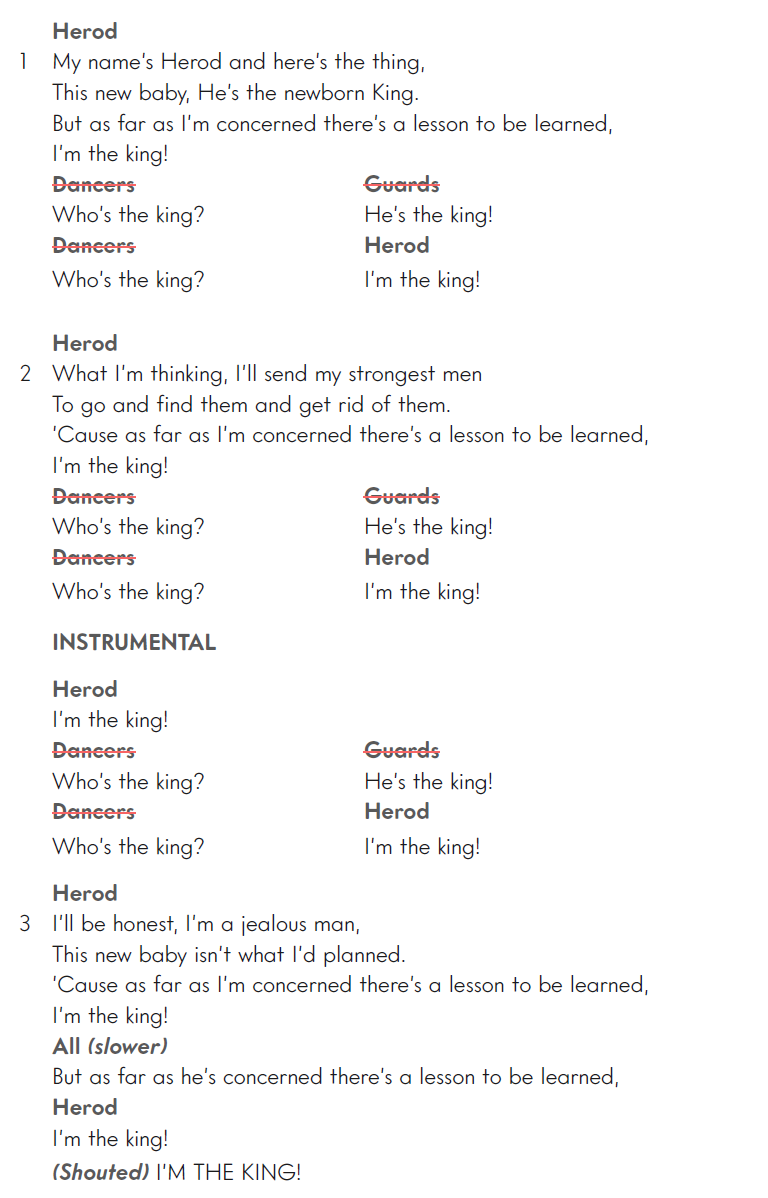 Herod
1 My name's Herod and here's the thing,
This new baby, He's the newborn King.
But as far as I'm concerned there's a lesson to be learned,
I'm the king!
Dancers Guards
Who's the king? He's the king!
Dancers Herod
Who's the king? I'm the king!
Herod
2 What I'm thinking, I'll send my strongest men
To go and find them and get rid of them.
'Cause as far as I'm concerned there's a lesson to be learned,
I'm the king!
Dancers Guards
Who's the king? He's the king!
Dancers Herod
Who's the king? I'm the king!
INSTRUMENTAL
Herod
I'm the king!
Dancers Guards
Who's the king? He's the king!
Dancers Herod
Who's the king? I'm the king!
Herod
3 I'll be honest, I'm a jealous man,
This new baby isn't what I'd planned.
'Cause as far as I'm concerned there's a lesson to be learned,
I'm the king!
All (slower)
But as far as he's concerned there's a lesson to be learned,
Herod
I'm the king!
(Shouted) I'M THE KING!